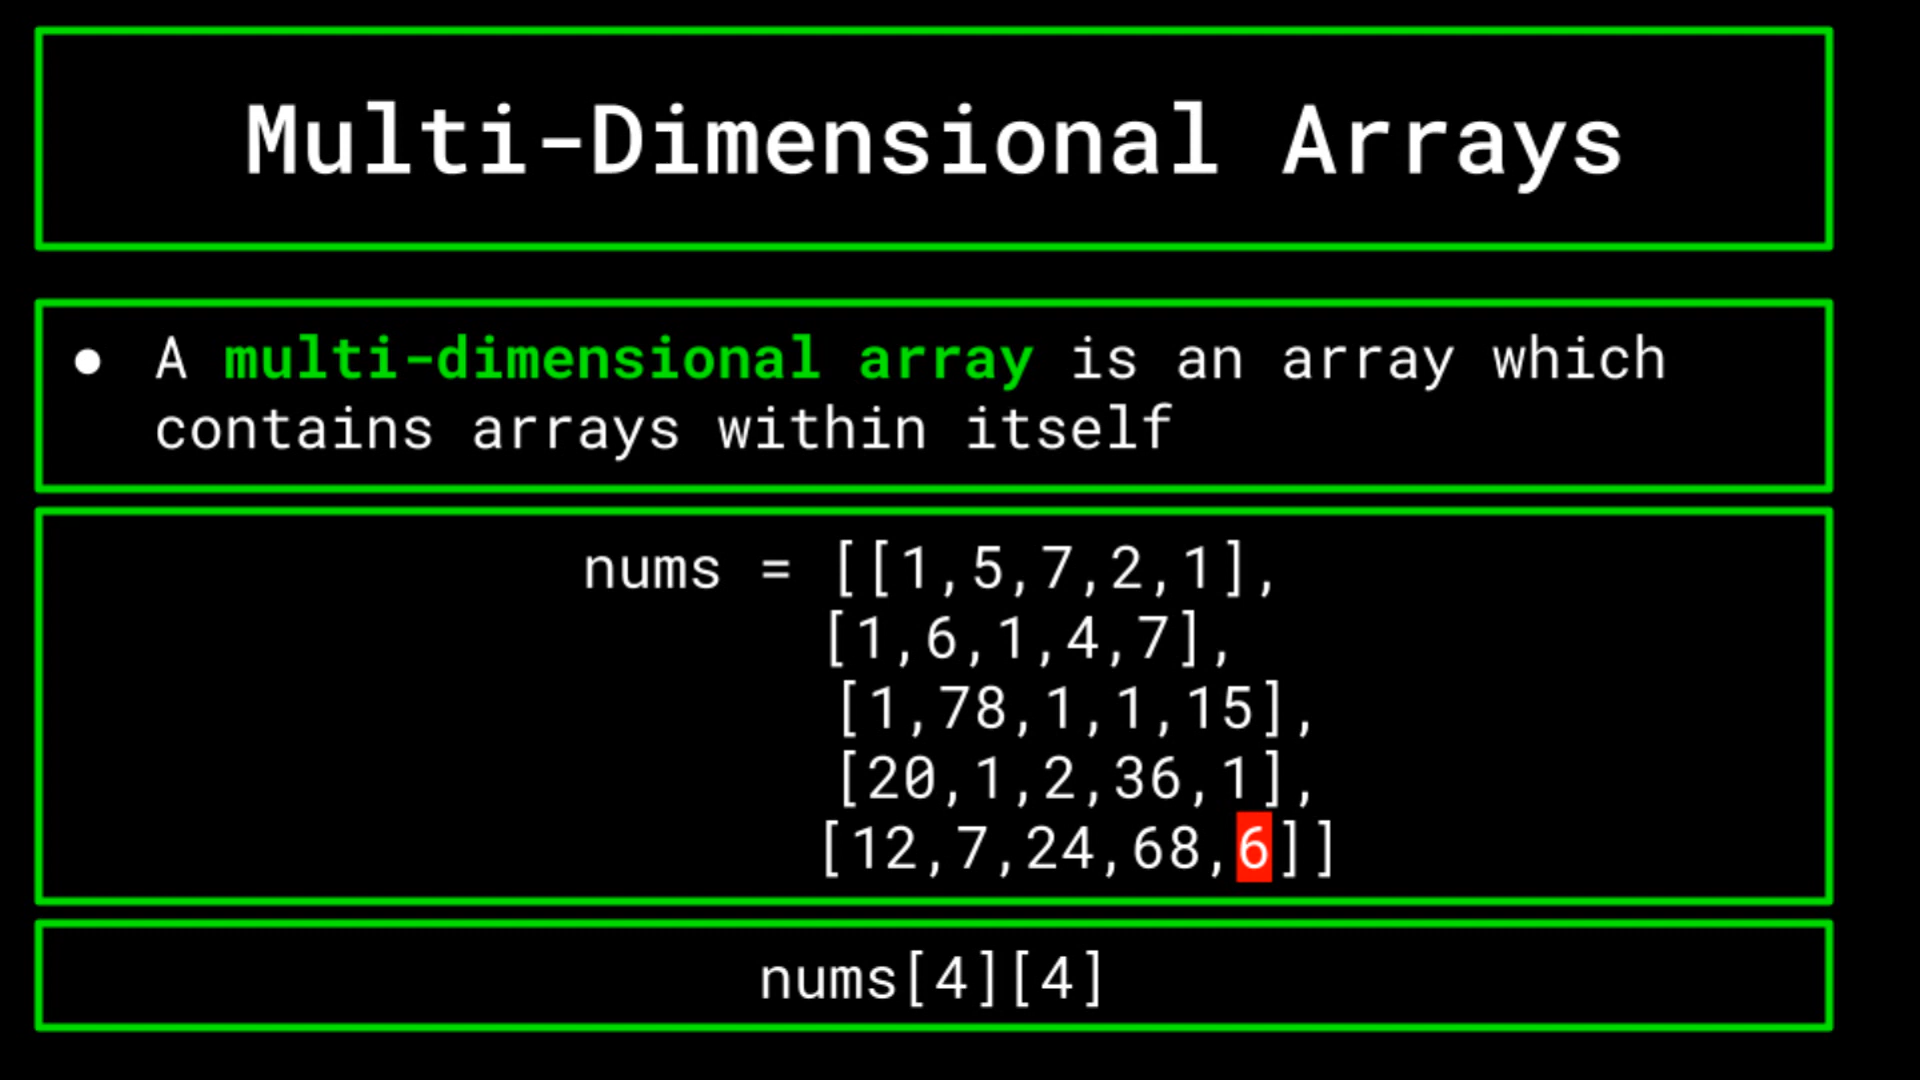 Multi-Dimensional Arrays
● A multi-dimensional array is an array which
contains arrays within itself
nums = [[1,5,7,2,1],
[1,6,1,4,7],
[1,78,1,1,15],
[20,1,2,36,1],
[12,7,24,68,6]]
nums[4][4]